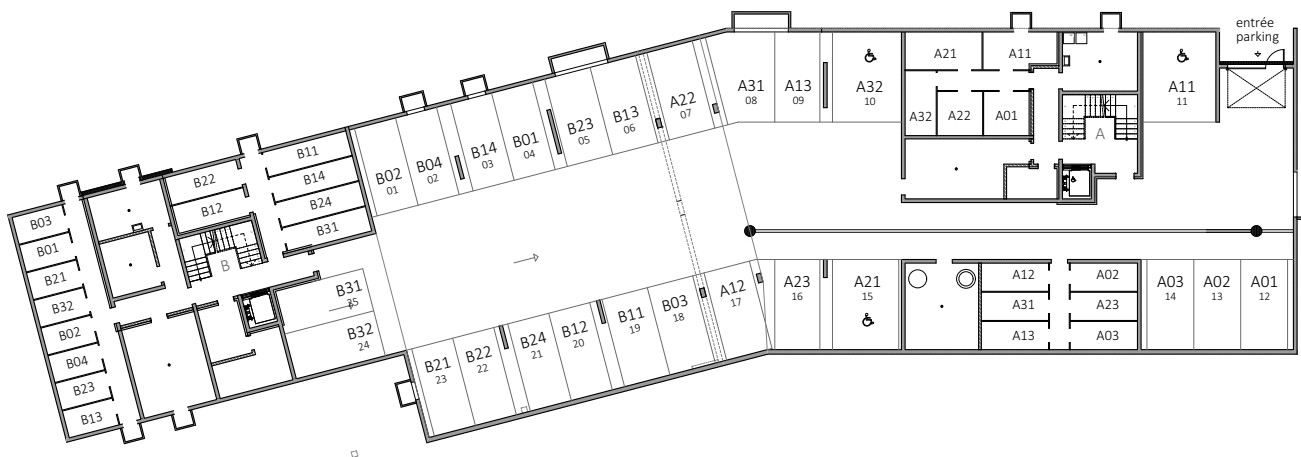 entrée
parking
A21
A11
A31
08
A13
09
A32
10
A11
11
A22
07
B13
06
B23
05
B01
04
B14
03
B04
02
B02
01
A32
A22
A01
A
B11
B14
B24
B31
B22
B12
B
B03
B01
B21
B32
B02
B04
B23
B13
B31
25
B32
24
B21
23
B22
22
B24
21
B12
20
B11
19
B03
18
A12
17
A23
16
A21
15
A12
A31
A13
A02
A23
A03
A03
14
A02
13
A01
12